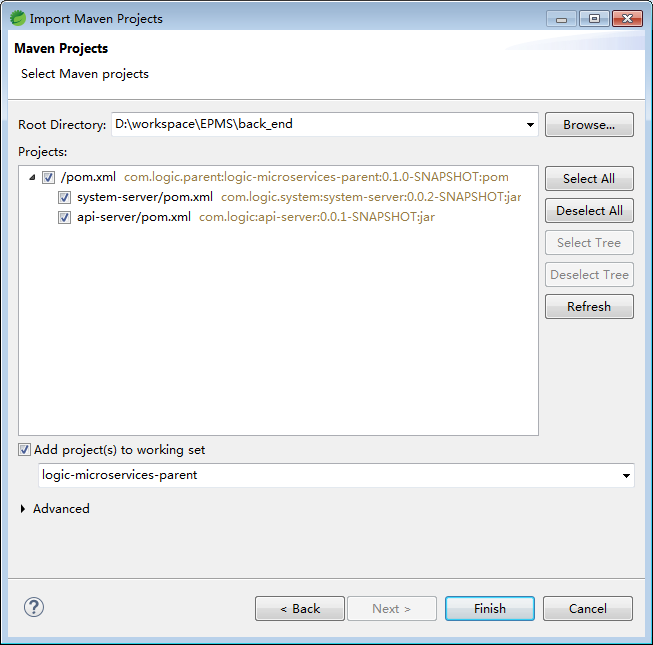 Import Maven Projects
Maven Projects
Select Maven projects
Root Directory: D:\workspace\EPMS\back_end Browse...
Projects:
/pom.xml com.logic.parent:logic-microservices-parent:0.1.0-SNAPSHOT:pom
system-server/pom.xml com.logic.system:system-server:0.0.2-SNAPSHOT:jar
api-server/pom.xml com.logic:api-server:0.0.1-SNAPSHOT:jar
Select All
Deselect All
Select Tree
Deselect Tree
Refresh
Add project(s) to working set
logic-microservices-parent
Advanced
? < Back Next > Finish Cancel